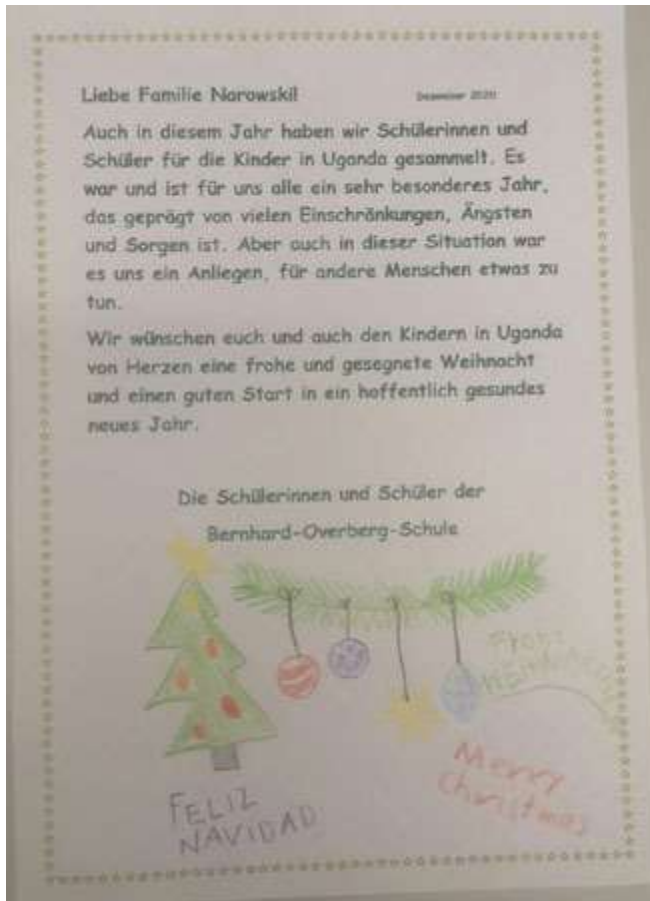 Liebe Familie Narowski!
Dezember 2020
Auch in diesem Jahr haben wir Schülerinnen und
Schüler für die Kinder in Uganda gesammelt. Es
war und ist für uns alle ein sehr besonderes Jahr,
das geprägt von vielen Einschränkungen, Ängsten
und Sorgen ist. Aber auch in dieser Situation war
es uns ein Anliegen, für andere Menschen etwas zu
tun.
Wir wünschen euch und auch den Kindern in Uganda
von Herzen eine frohe und gesegnete Weihnacht
und einen guten Start in ein hoffentlich gesundes
neues Jahr.
Die Schülerinnen und Schüler der
Bernhard-Overberg-Schule
Frohe
Merry
Christmas
FELIZ
NAVIDAD